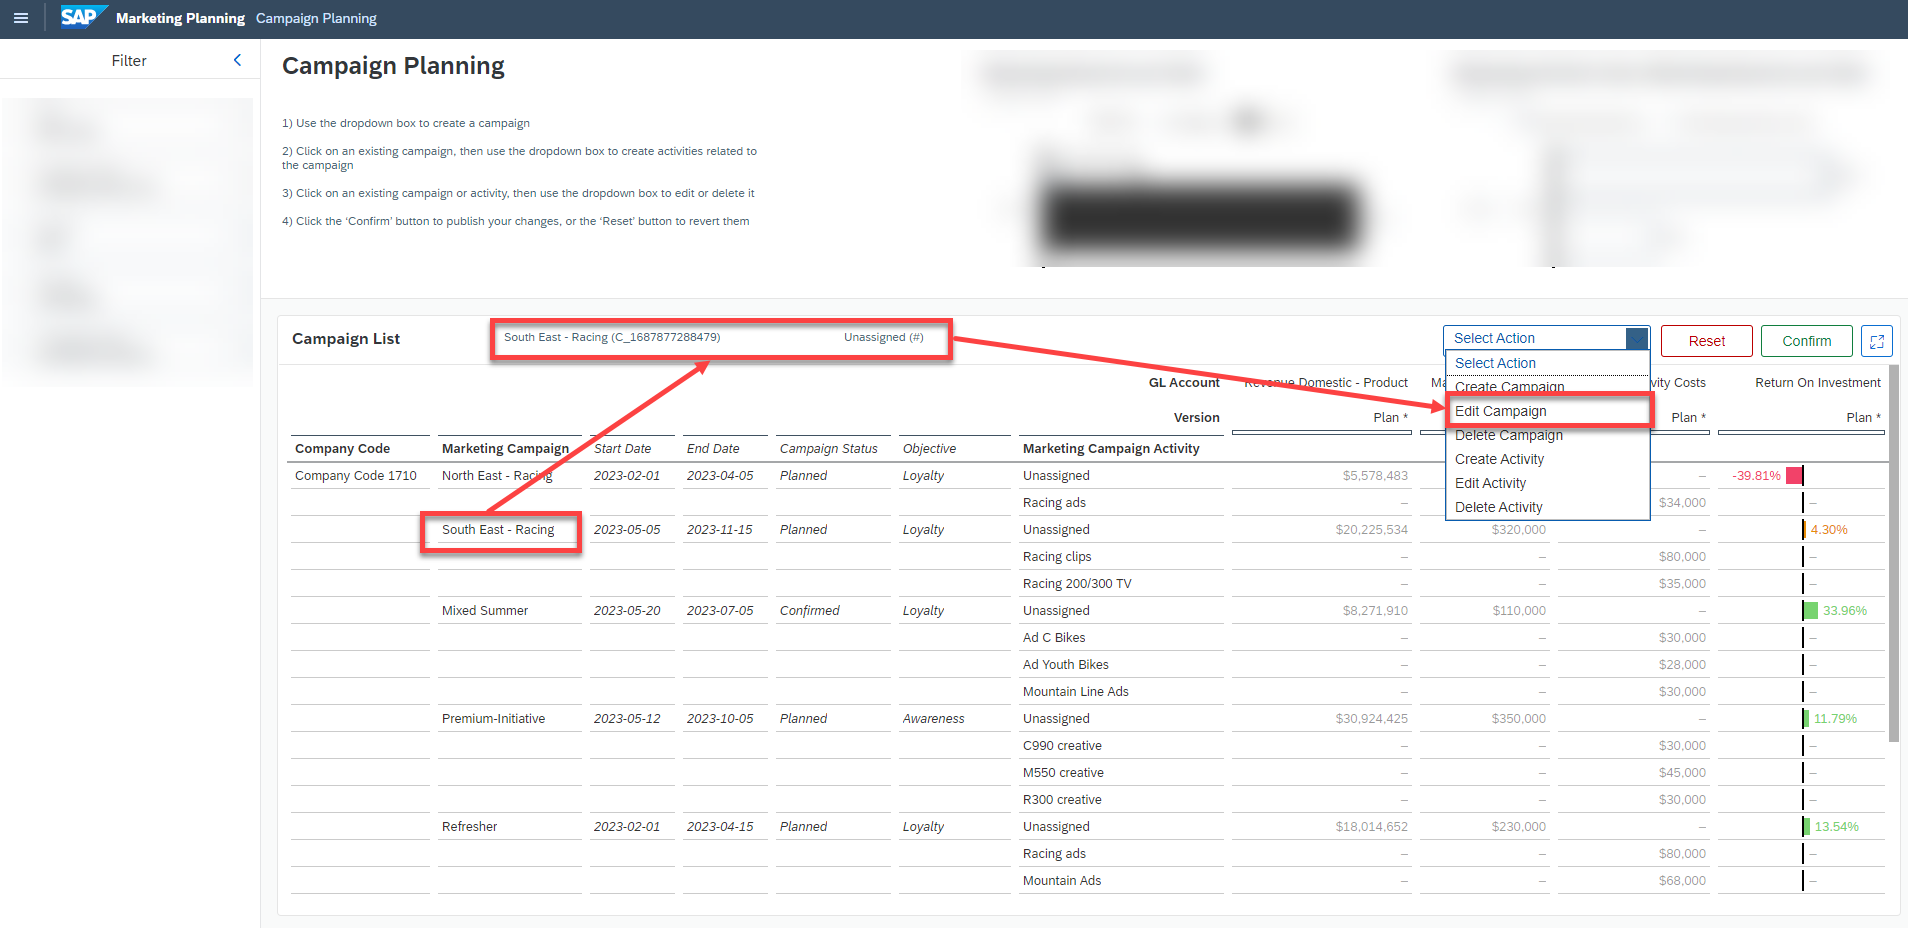 SAP Marketing Planning Campaign Planning
Filter
Campaign Planning
1) Use the dropdown box to create a campaign
2) Click on an existing campaign, then use the dropdown box to create activities related to
the campaign
3) Click on an existing campaign or activity, then use the dropdown box to edit or delete it
4) Click the ‘Confirm’ button to publish your changes, or the ‘Reset’ button to revert them
Campaign List South East - Racing (C_1687877288479) Unassigned (#) Select Action Reset Confirm
Select Action
Create Campaign
Edit Campaign
Delete Campaign
Create Activity
Edit Activity
Delete Activity
GL Account Revenue Domestic - Product Ma vity Costs Return On Investment
Version Plan * Plan * Plan *
Company Code Marketing Campaign Start Date End Date Campaign Status Objective Marketing Campaign Activity
Company Code 1710 North East - Racing 2023-02-01 2023-04-05 Planned Loyalty Unassigned $5,578,483 – -39.81%
Racing ads – $34,000 –
South East - Racing 2023-05-05 2023-11-15 Planned Loyalty Unassigned $20,225,534 $320,000 – 4.30%
Racing clips – – $80,000 –
Racing 200/300 TV – – $35,000 –
Mixed Summer 2023-05-20 2023-07-05 Confirmed Loyalty Unassigned $8,271,910 $110,000 – 33.96%
Ad C Bikes – – $30,000 –
Ad Youth Bikes – – $28,000 –
Mountain Line Ads – – $30,000 –
Premium-Initiative 2023-05-12 2023-10-05 Planned Awareness Unassigned $30,924,425 $350,000 – 11.79%
C990 creative – – $30,000 –
M550 creative – – $45,000 –
R300 creative – – $30,000 –
Refresher 2023-02-01 2023-04-15 Planned Loyalty Unassigned $18,014,652 $230,000 – 13.54%
Racing ads – – $80,000 –
Mountain Ads – – $68,000 –